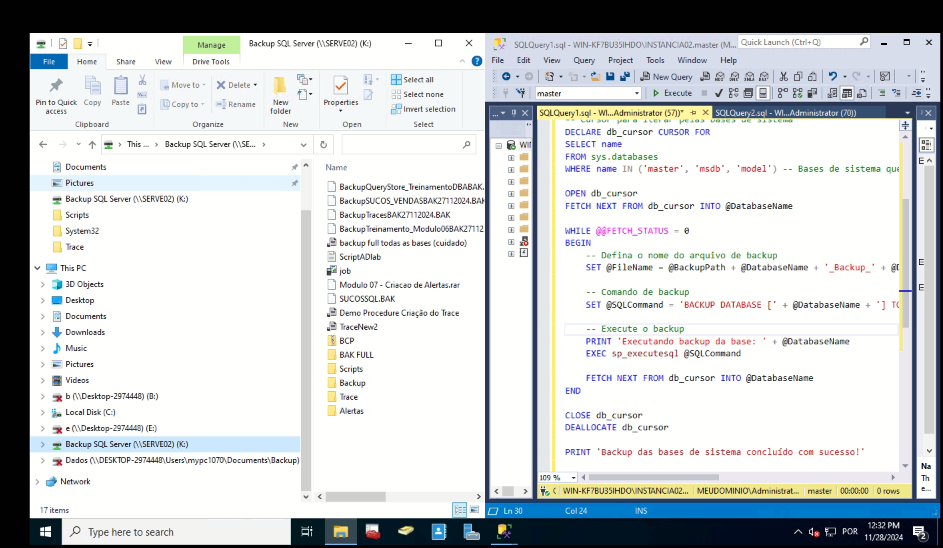 Manage
Backup SQL Server (\\SERVE02) (K:)
File
Home
Share
View
Drive Tools
Pin to Quick access
Copy
Paste
Move to
Copy to
Delete
Rename
New folder
Properties
Select all
Select none
Invert selection
Clipboard
Organize
New
Open
Select
This ...
Backup SQL Server (\\SE...
Documents
Pictures
Backup SQL Server (\\SERVE02) (K:)
Scripts
System32
Trace
This PC
3D Objects
Desktop
Documents
Downloads
Music
Pictures
Videos
b (\\Desktop-2974448) (B:)
Local Disk (C:)
e (\\Desktop-2974448) (E:)
Backup SQL Server (\\SERVE02) (K:)
Dados (\\DESKTOP-2974448\Users\mypc1070\Documents\Backup)
Network
17 items
Name
BackupQueryStore_TreinamentoDBABAK.
BackupSUCOS_VENDASBAK27112024.BAK
BackupTracesBAK27112024.BAK
BackupTreinamento_Modulo06BAK27112
backup full todas as bases (cuidado)
ScriptADlab
job
Modulo 07 - Criacao de Alertas.rar
SUCOSSQL.BAK
Demo Procedure Criação do Trace
TraceNew2
BCP
BAK FULL
Scripts
Backup
Trace
Alertas
SQLQuery1.sql - WIN-KF7BU35IHDO\INSTANCIA02.master (M...
Quick Launch (Ctrl+Q)
File Edit View Query Project Tools Window Help
New Query
master
Execute
SQLQuery1.sql - WI...Administrator (57))*
SQLQuery2.sql - WI...Administrator (70))
WIN
-- Cursor para iterar pelas bases de sistema
DECLARE db_cursor CURSOR FOR
SELECT name
FROM sys.databases
WHERE name IN ('master', 'msdb', 'model') -- Bases de sistema que
OPEN db_cursor
FETCH NEXT FROM db_cursor INTO @DatabaseName
WHILE @@FETCH_STATUS = 0
BEGIN
-- Defina o nome do arquivo de backup
SET @FileName = @BackupPath + @DatabaseName + '_Backup_' + @D
-- Comando de backup
SET @SQLCommand = 'BACKUP DATABASE [' + @DatabaseName + '] TO
-- Execute o backup
PRINT 'Executando backup da base: ' + @DatabaseName
EXEC sp_executesql @SQLCommand
FETCH NEXT FROM db_cursor INTO @DatabaseName
END
CLOSE db_cursor
DEALLOCATE db_cursor
PRINT 'Backup das bases de sistema concluído com sucesso!'
109 %
WIN-KF7BU35IHDO\INSTANCIA02... MEUDOMINIO\Administrat... master 00:00:00 0 rows
Na
Th
e...
Ln 30 Col 24 INS
Type here to search
POR
12:32 PM
11/28/2024
2